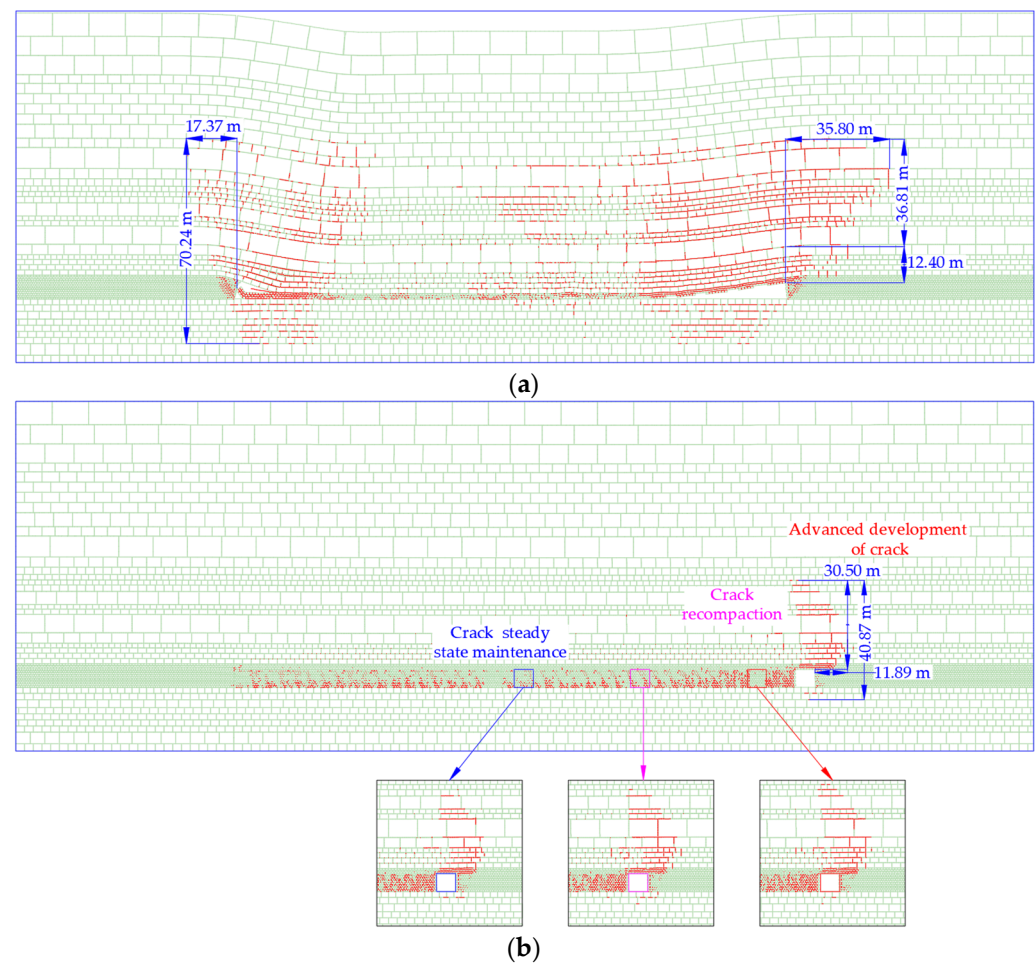 17.37 m
35.80 m
70.24 m
36.81 m
12.40 m
(a)
Advanced development
of crack
30.50 m
Crack
recompaction
40.87 m
Crack steady
state maintenance
11.89 m
(b)